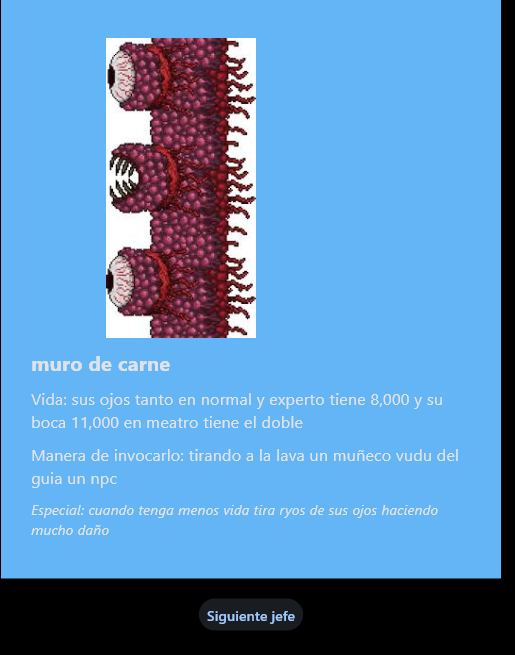 muro de carne
Vida: sus ojos tanto en normal y experto tiene 8,000 y su
boca 11,000 en meatro tiene el doble
Manera de invocarlo: tirando a la lava un muñeco vudu del
guia un npc
Especial: cuando tenga menos vida tira ryos de sus ojos haciendo
mucho daño
Siguiente jefe